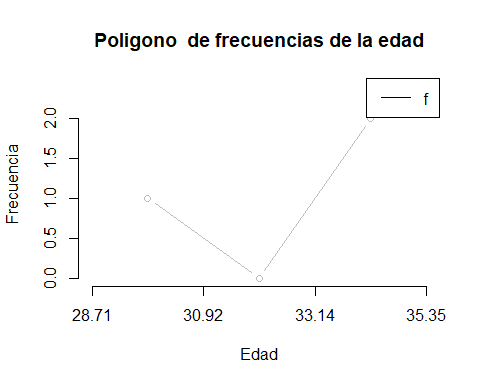 Poligono  de frecuencias de la edad
f
Frecuencia
2.0
1.5
1.0
0.5
0.0
28.71 30.92 33.14 35.35
Edad